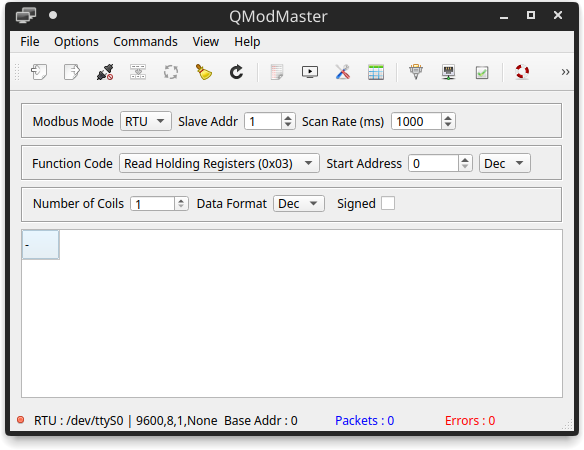 QModMaster
File Options Commands View Help
Modbus Mode RTU Slave Addr 1 Scan Rate (ms) 1000
Function Code Read Holding Registers (0x03) Start Address 0 Dec
Number of Coils 1 Data Format Dec Signed
-
RTU : /dev/ttyS0 | 9600,8,1,None Base Addr : 0 Packets : 0 Errors : 0